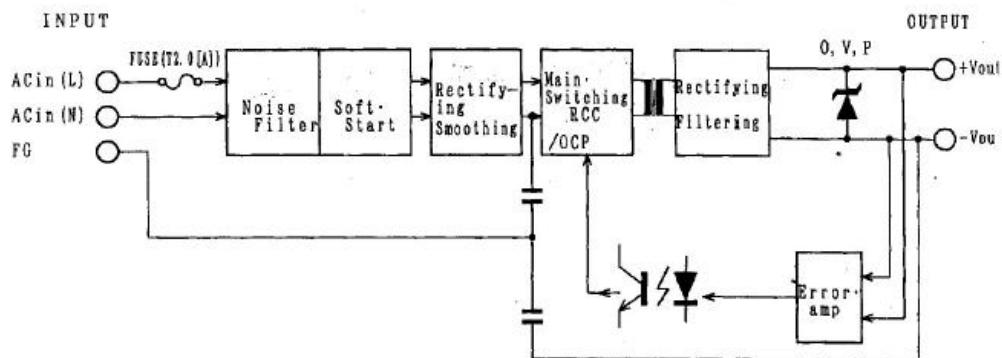 INPUT
OUTPUT
FUSE(T2.0[A])
O, V, P
ACin(L)
ACin(N)
FG
Noise
Filter
Soft-
Start
Rectify-
ing
Smoothing
Main·
Switching
RCC
/OCP
Rectifying
Filtering
+Vout
-Vou
Error·
amp